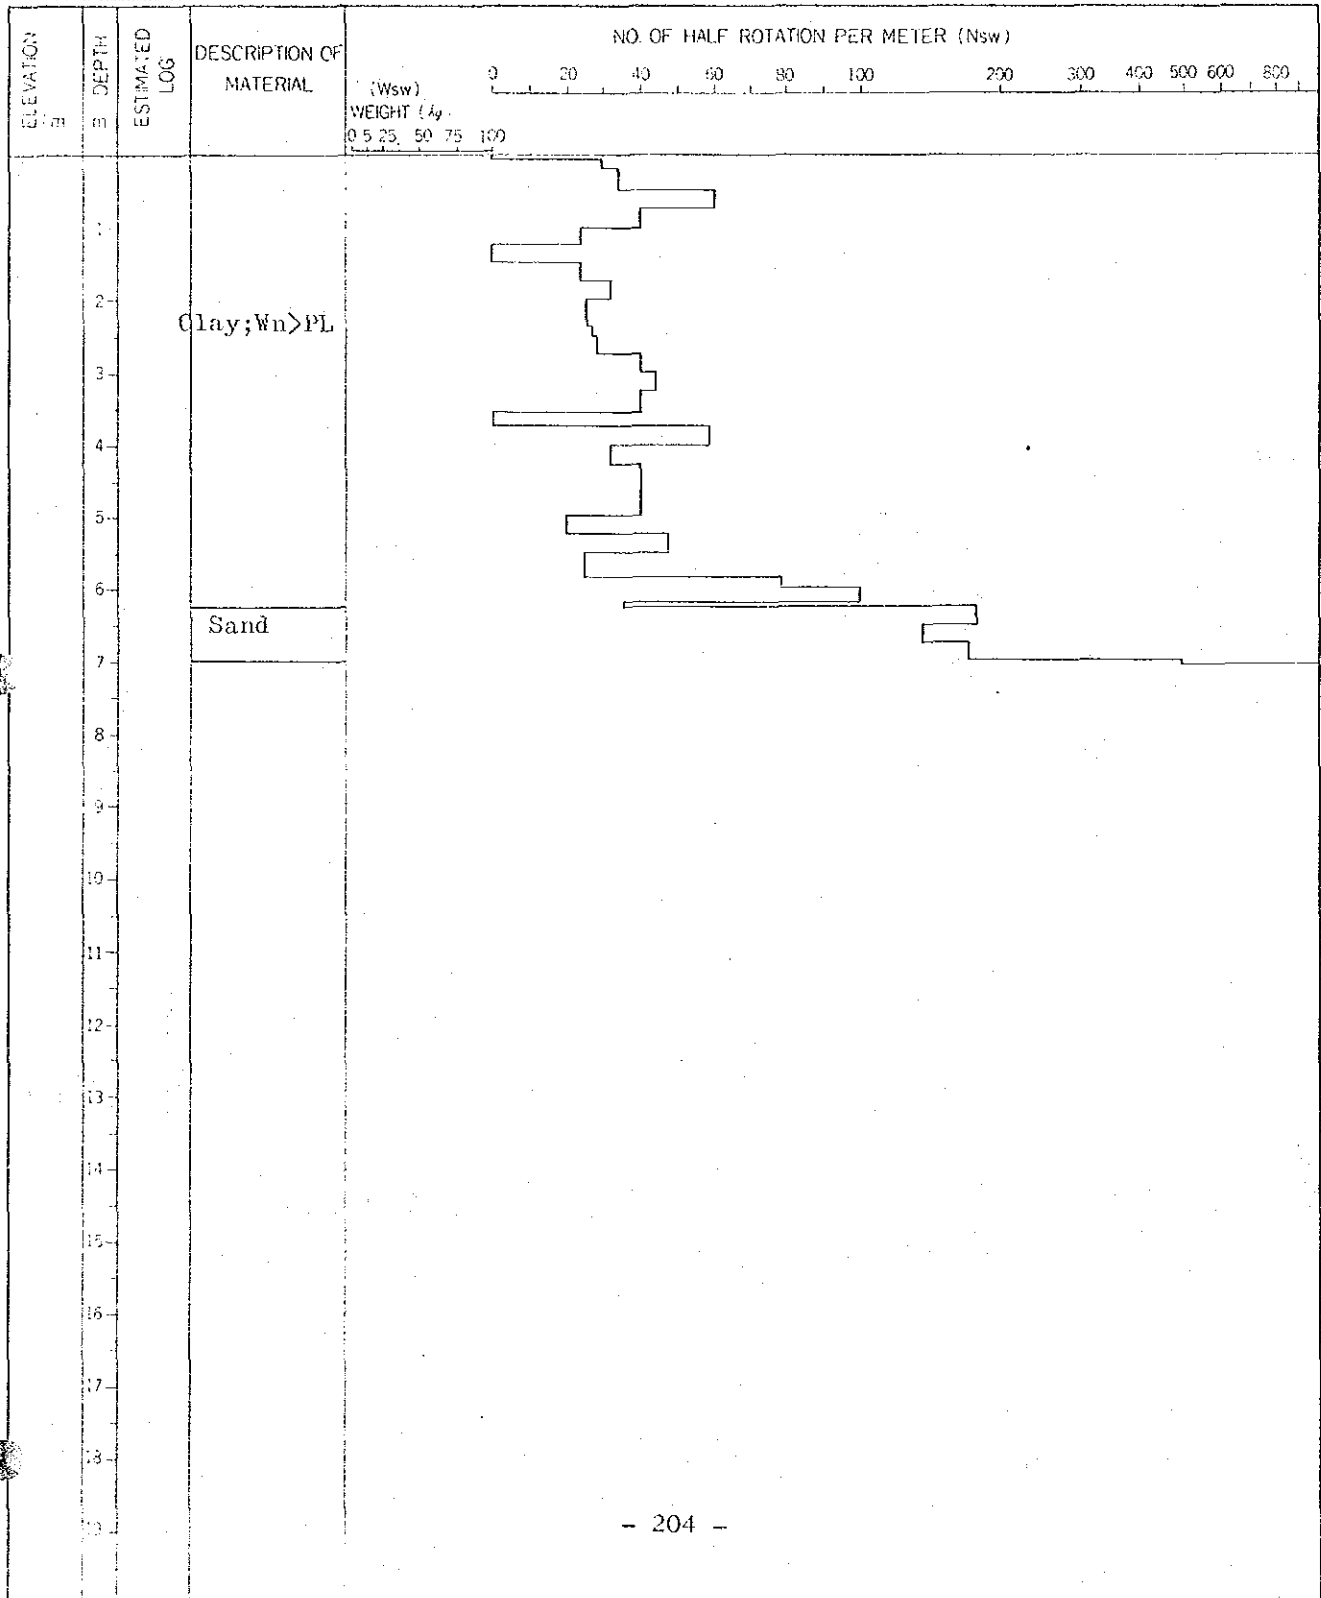 ELEVATION m
DEPTH m
ESTIMATED LOG
DESCRIPTION OF MATERIAL
NO. OF HALF ROTATION PER METER (Nsw)
0 20 40 60 80 100 200 300 400 500 600 800
(Wsw)
WEIGHT (kg
0 5 25 50 75 100
1
2
Clay;Wn>PL
3
4
5
6
Sand
7
8
9
10
11
12
13
14
15
16
17
18
- 204 -